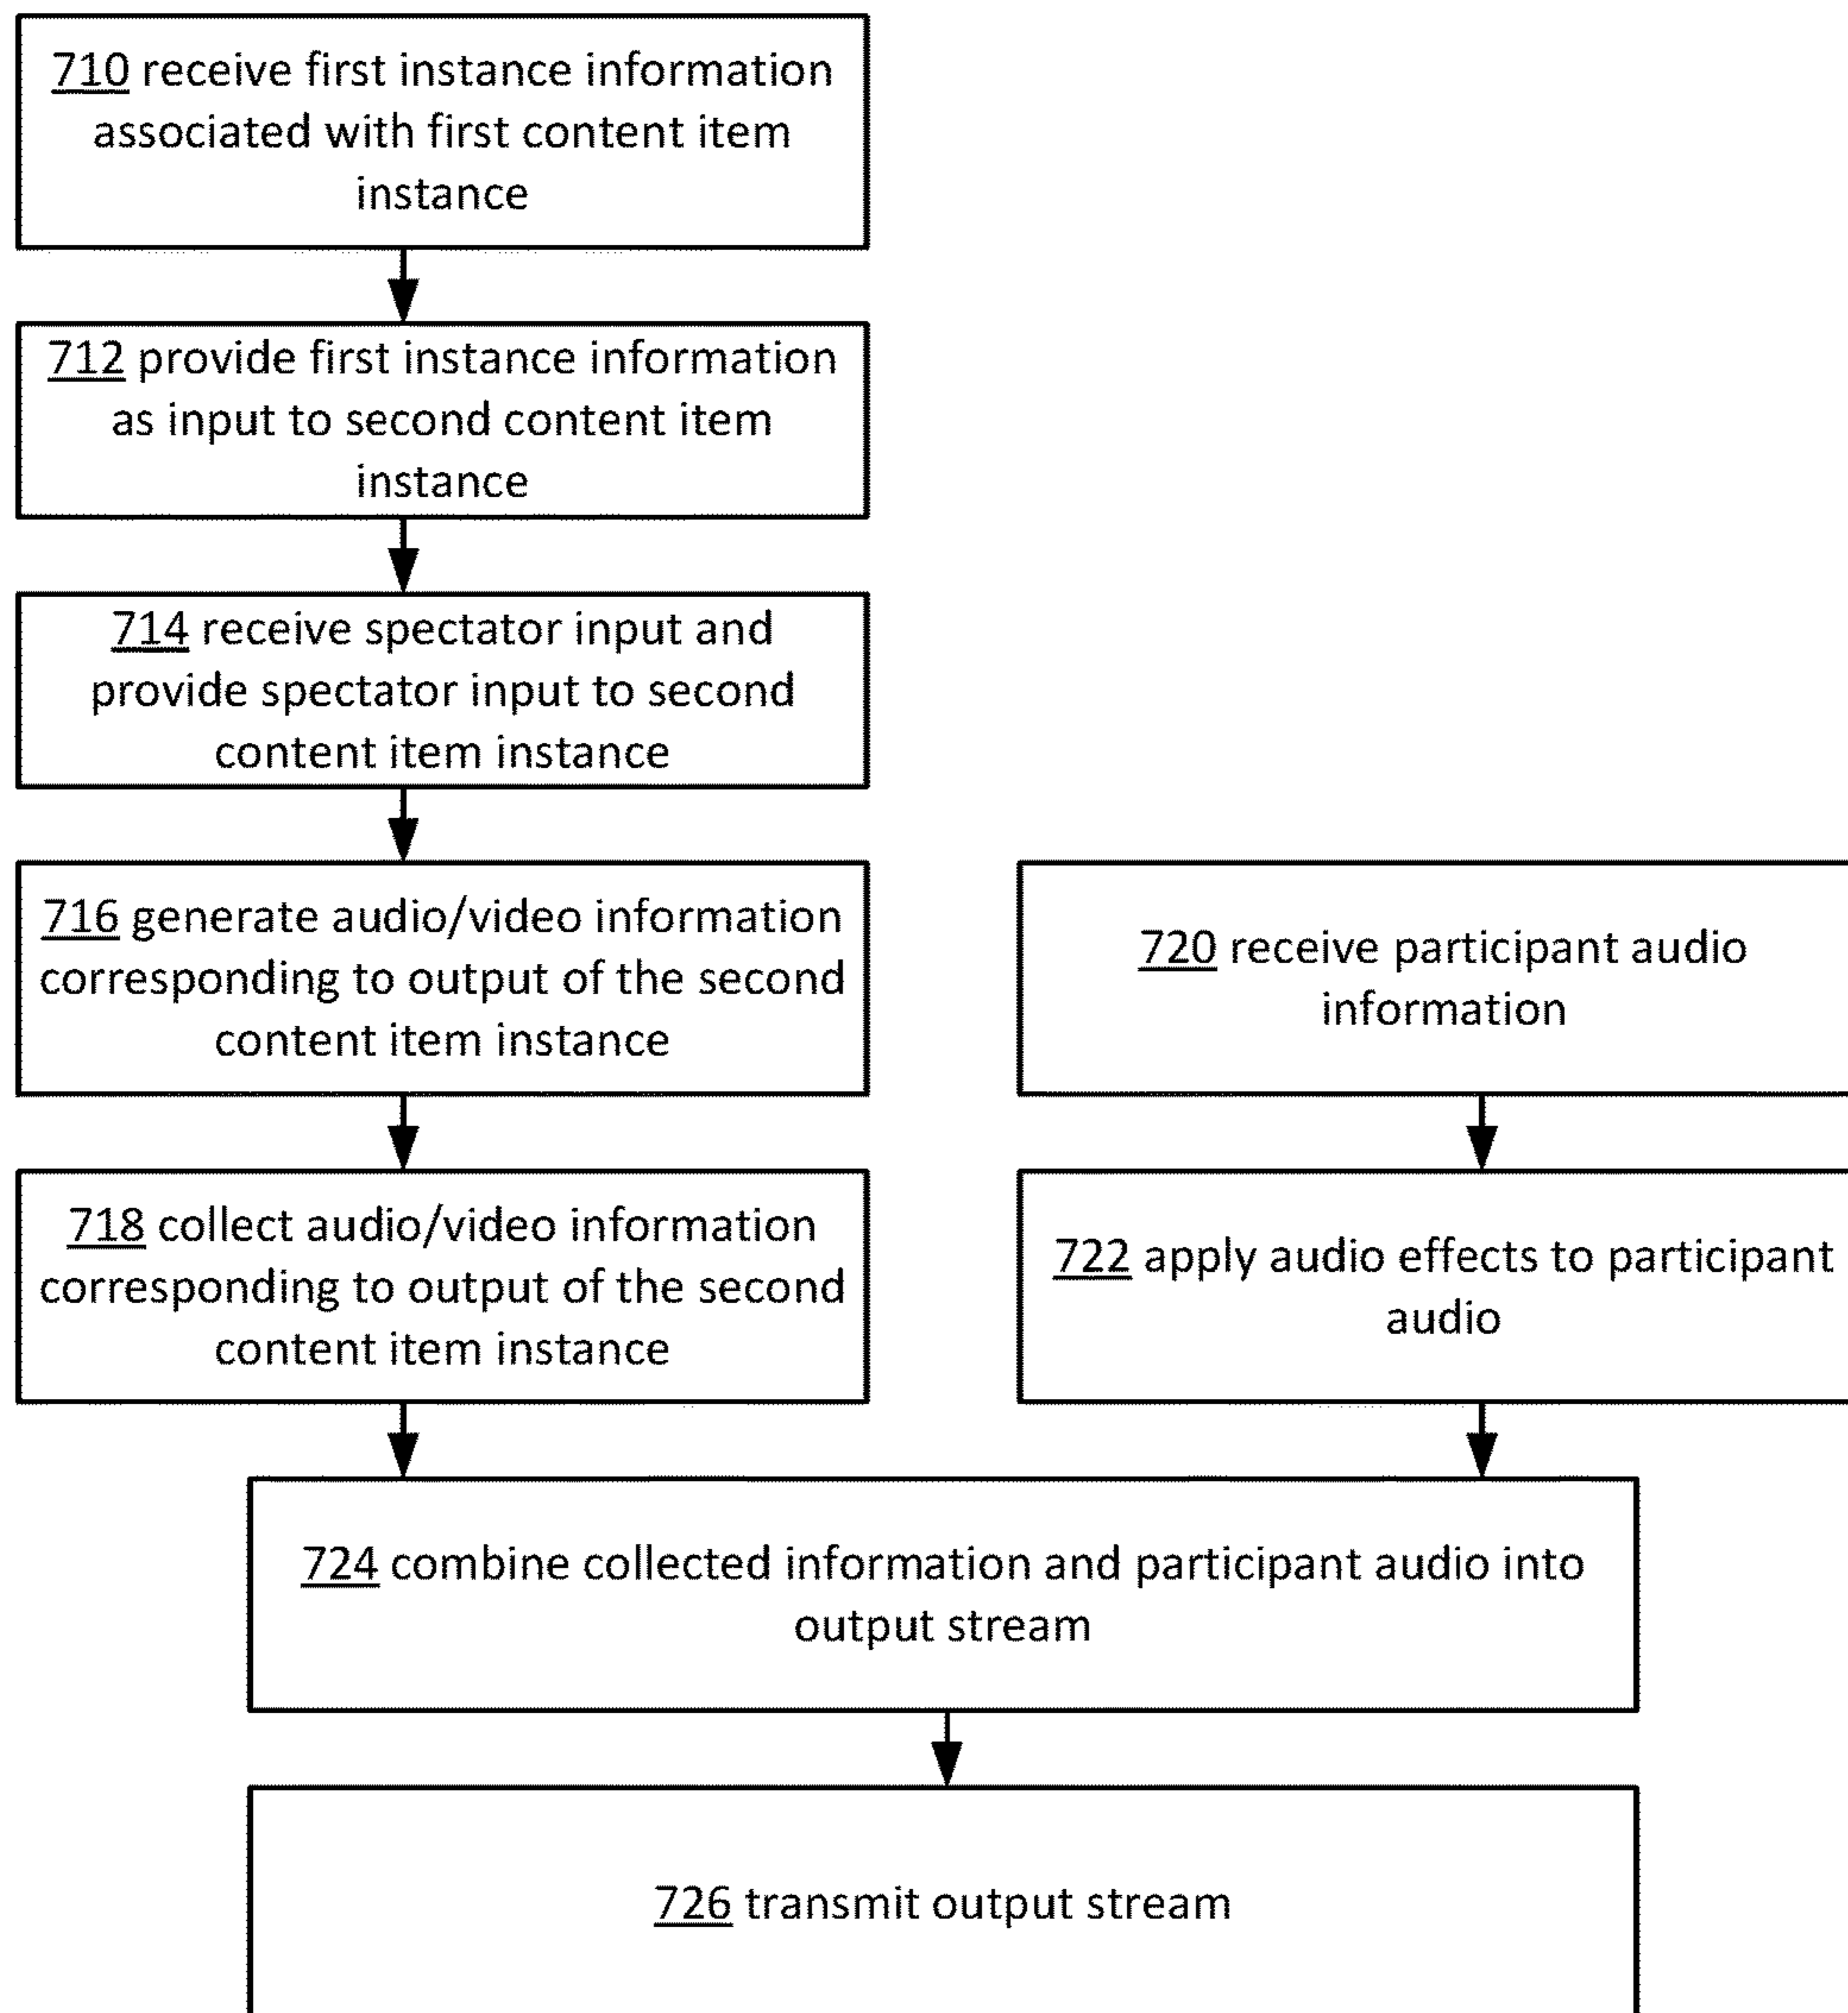 710 receive first instance information
associated with first content item
instance
712 provide first instance information
as input to second content item
instance
714 receive spectator input and
provide spectator input to second
content item instance
716 generate audio/video information
corresponding to output of the second
content item instance
720 receive participant audio
information
718 collect audio/video information
corresponding to output of the second
content item instance
722 apply audio effects to participant
audio
724 combine collected information and participant audio into
output stream
726 transmit output stream